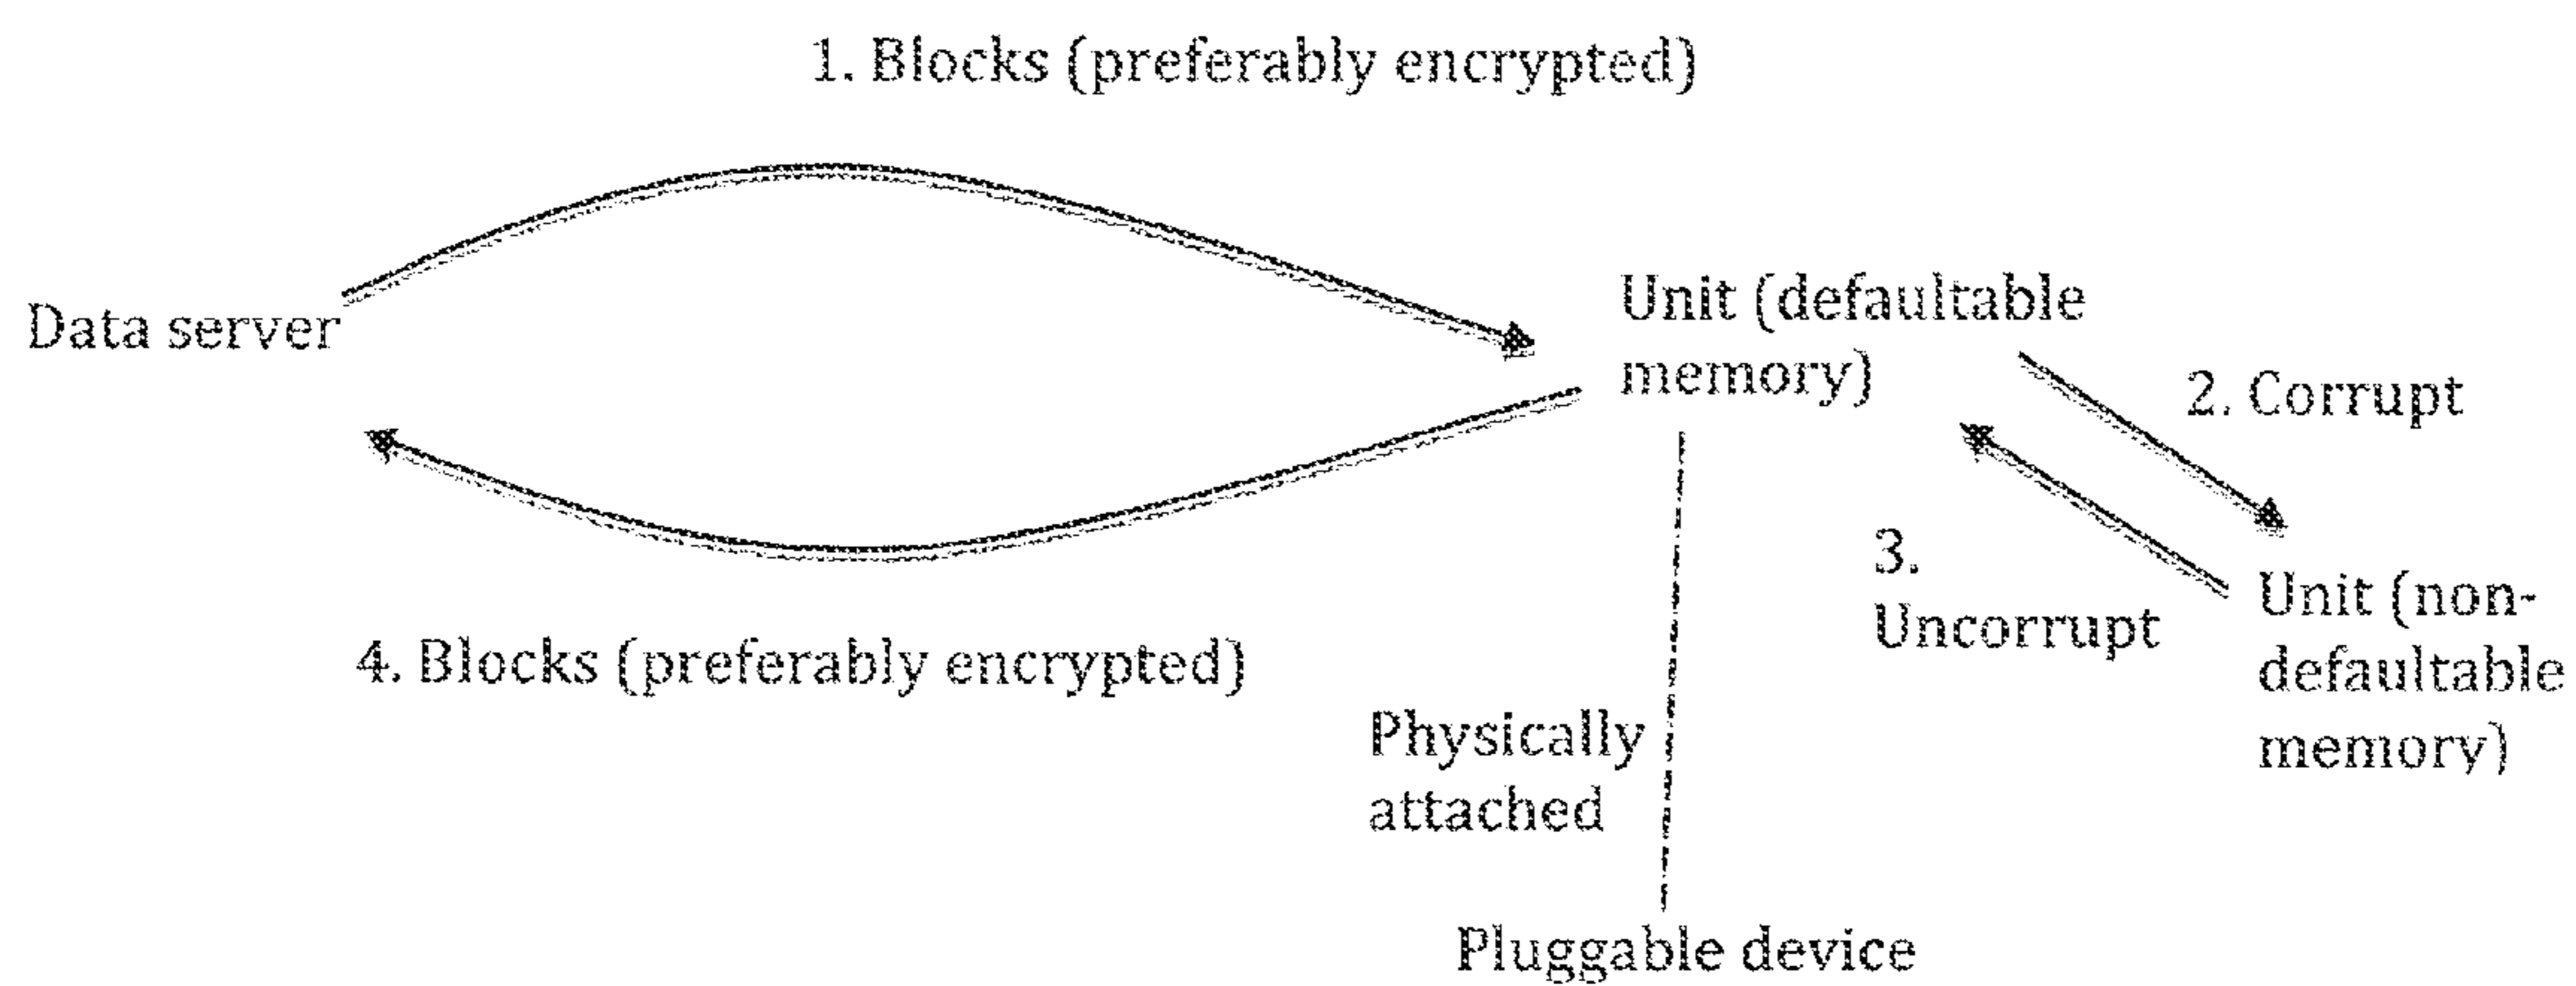 1. Blocks (preferably encrypted)
Data server
Unit (defaultable
memory)
2. Corrupt
3.
Uncorrupt
Unit (non-
defaultable
memory)
4. Blocks (preferably encrypted)
Physically
attached
Pluggable device